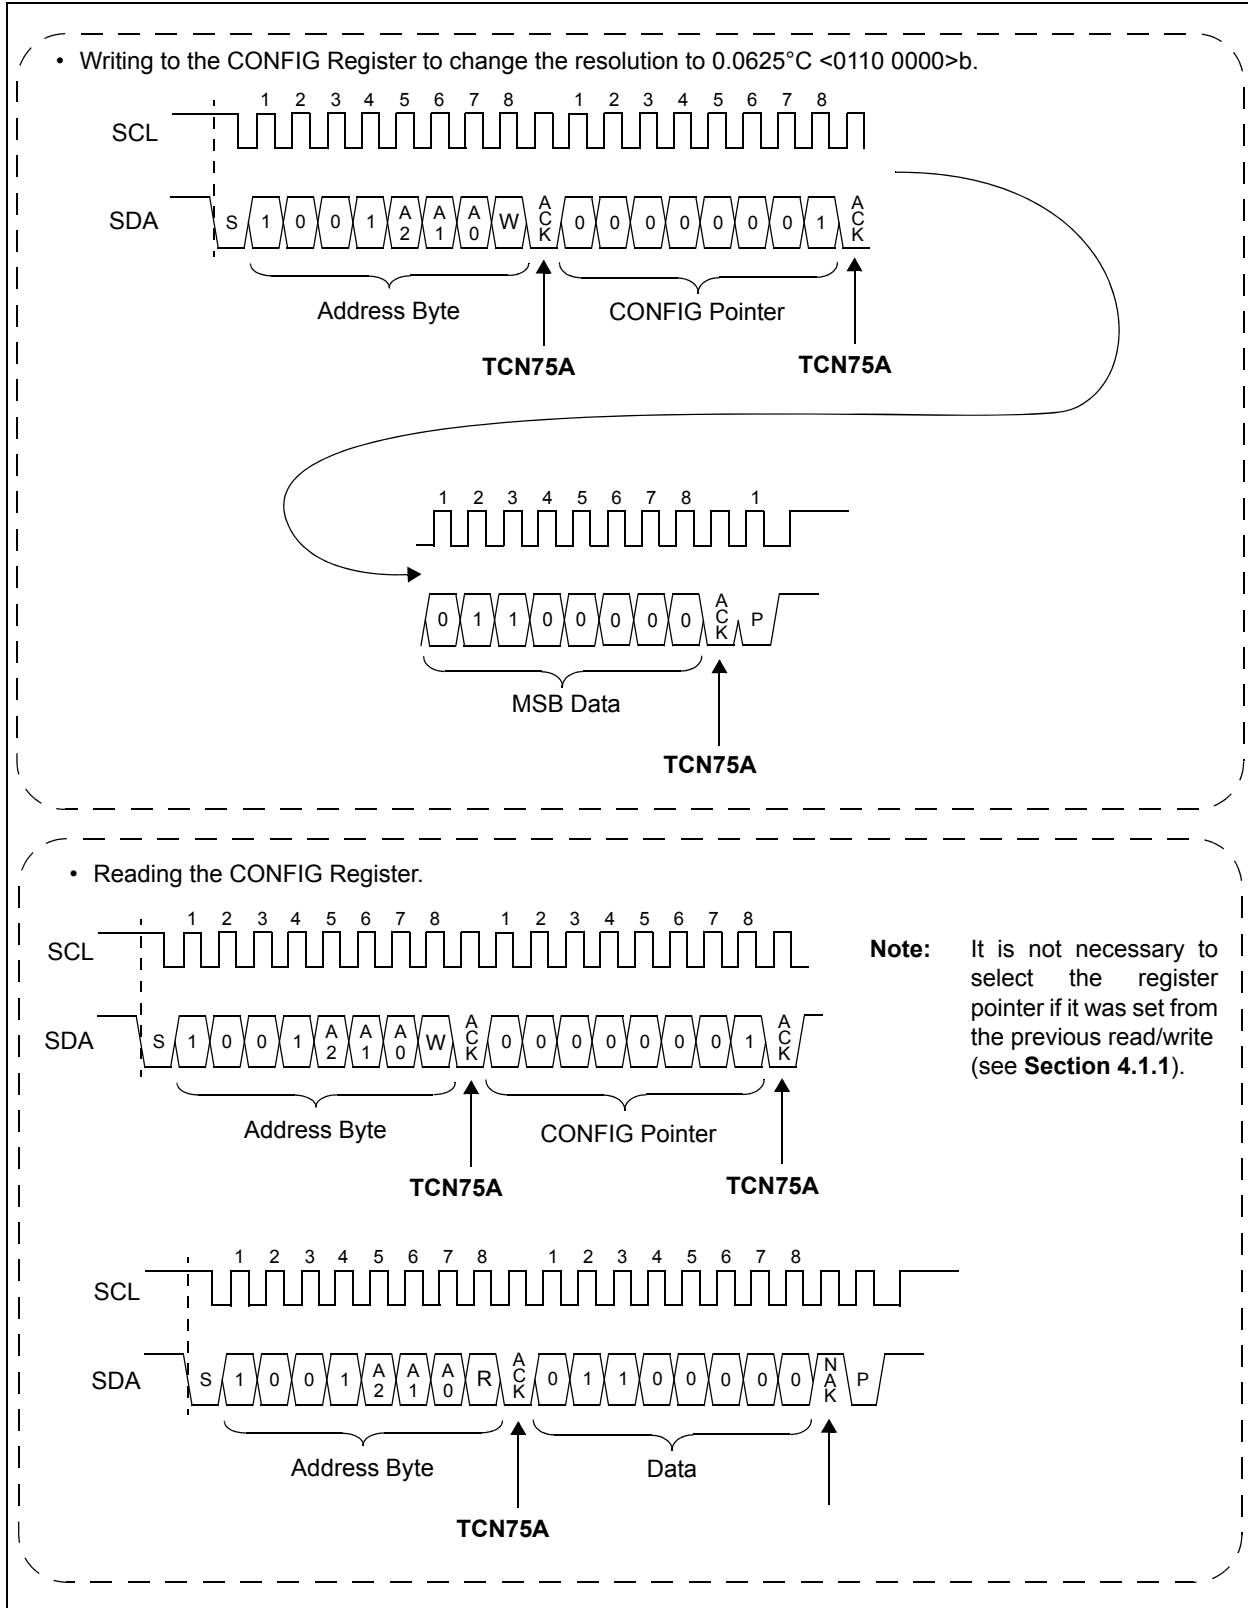 • Writing to the CONFIG Register to change the resolution to 0.0625°C <0110 0000>b.
1 2 3 4 5 6 7 8 1 2 3 4 5 6 7 8
SCL
SDA S 1 0 0 1 A2 A1 A0 W ACK 0 0 0 0 0 0 0 1 ACK
Address Byte CONFIG Pointer
TCN75A TCN75A
1 2 3 4 5 6 7 8 1
0 1 1 0 0 0 0 0 ACK P
MSB Data
TCN75A
• Reading the CONFIG Register.
1 2 3 4 5 6 7 8 1 2 3 4 5 6 7 8
SCL
SDA S 1 0 0 1 A2 A1 A0 W ACK 0 0 0 0 0 0 0 1 ACK
Address Byte CONFIG Pointer
TCN75A TCN75A
Note: It is not necessary to
select the register
pointer if it was set from
the previous read/write
(see Section 4.1.1).
1 2 3 4 5 6 7 8 1 2 3 4 5 6 7 8
SCL
SDA S 1 0 0 1 A2 A1 A0 R ACK 0 1 1 0 0 0 0 0 NAK P
Address Byte Data
TCN75A